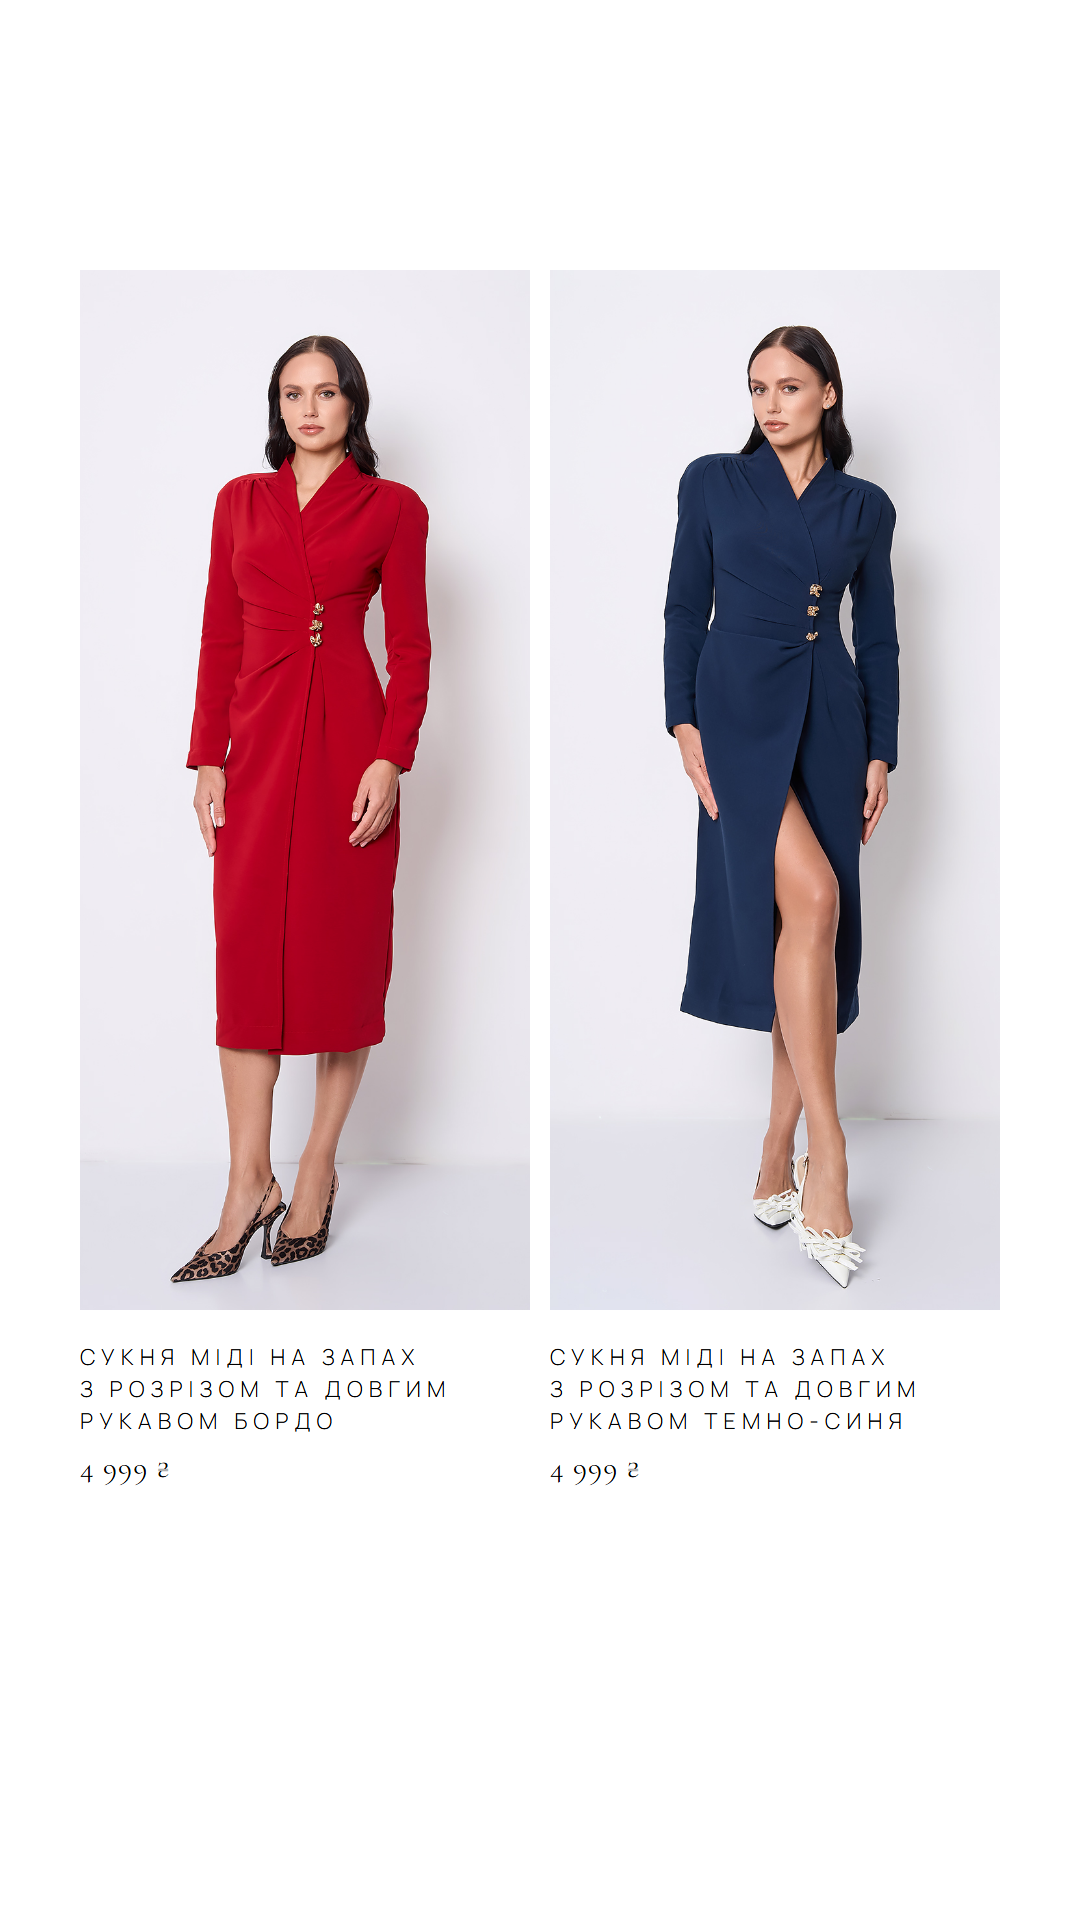 СУКНЯ МІДІ НА ЗАПАХ
З РОЗРІЗОМ ТА ДОВГИМ
РУКАВОМ БОРДО
4 999 ₴
СУКНЯ МІДІ НА ЗАПАХ
З РОЗРІЗОМ ТА ДОВГИМ
РУКАВОМ ТЕМНО-СИНЯ
4 999 ₴